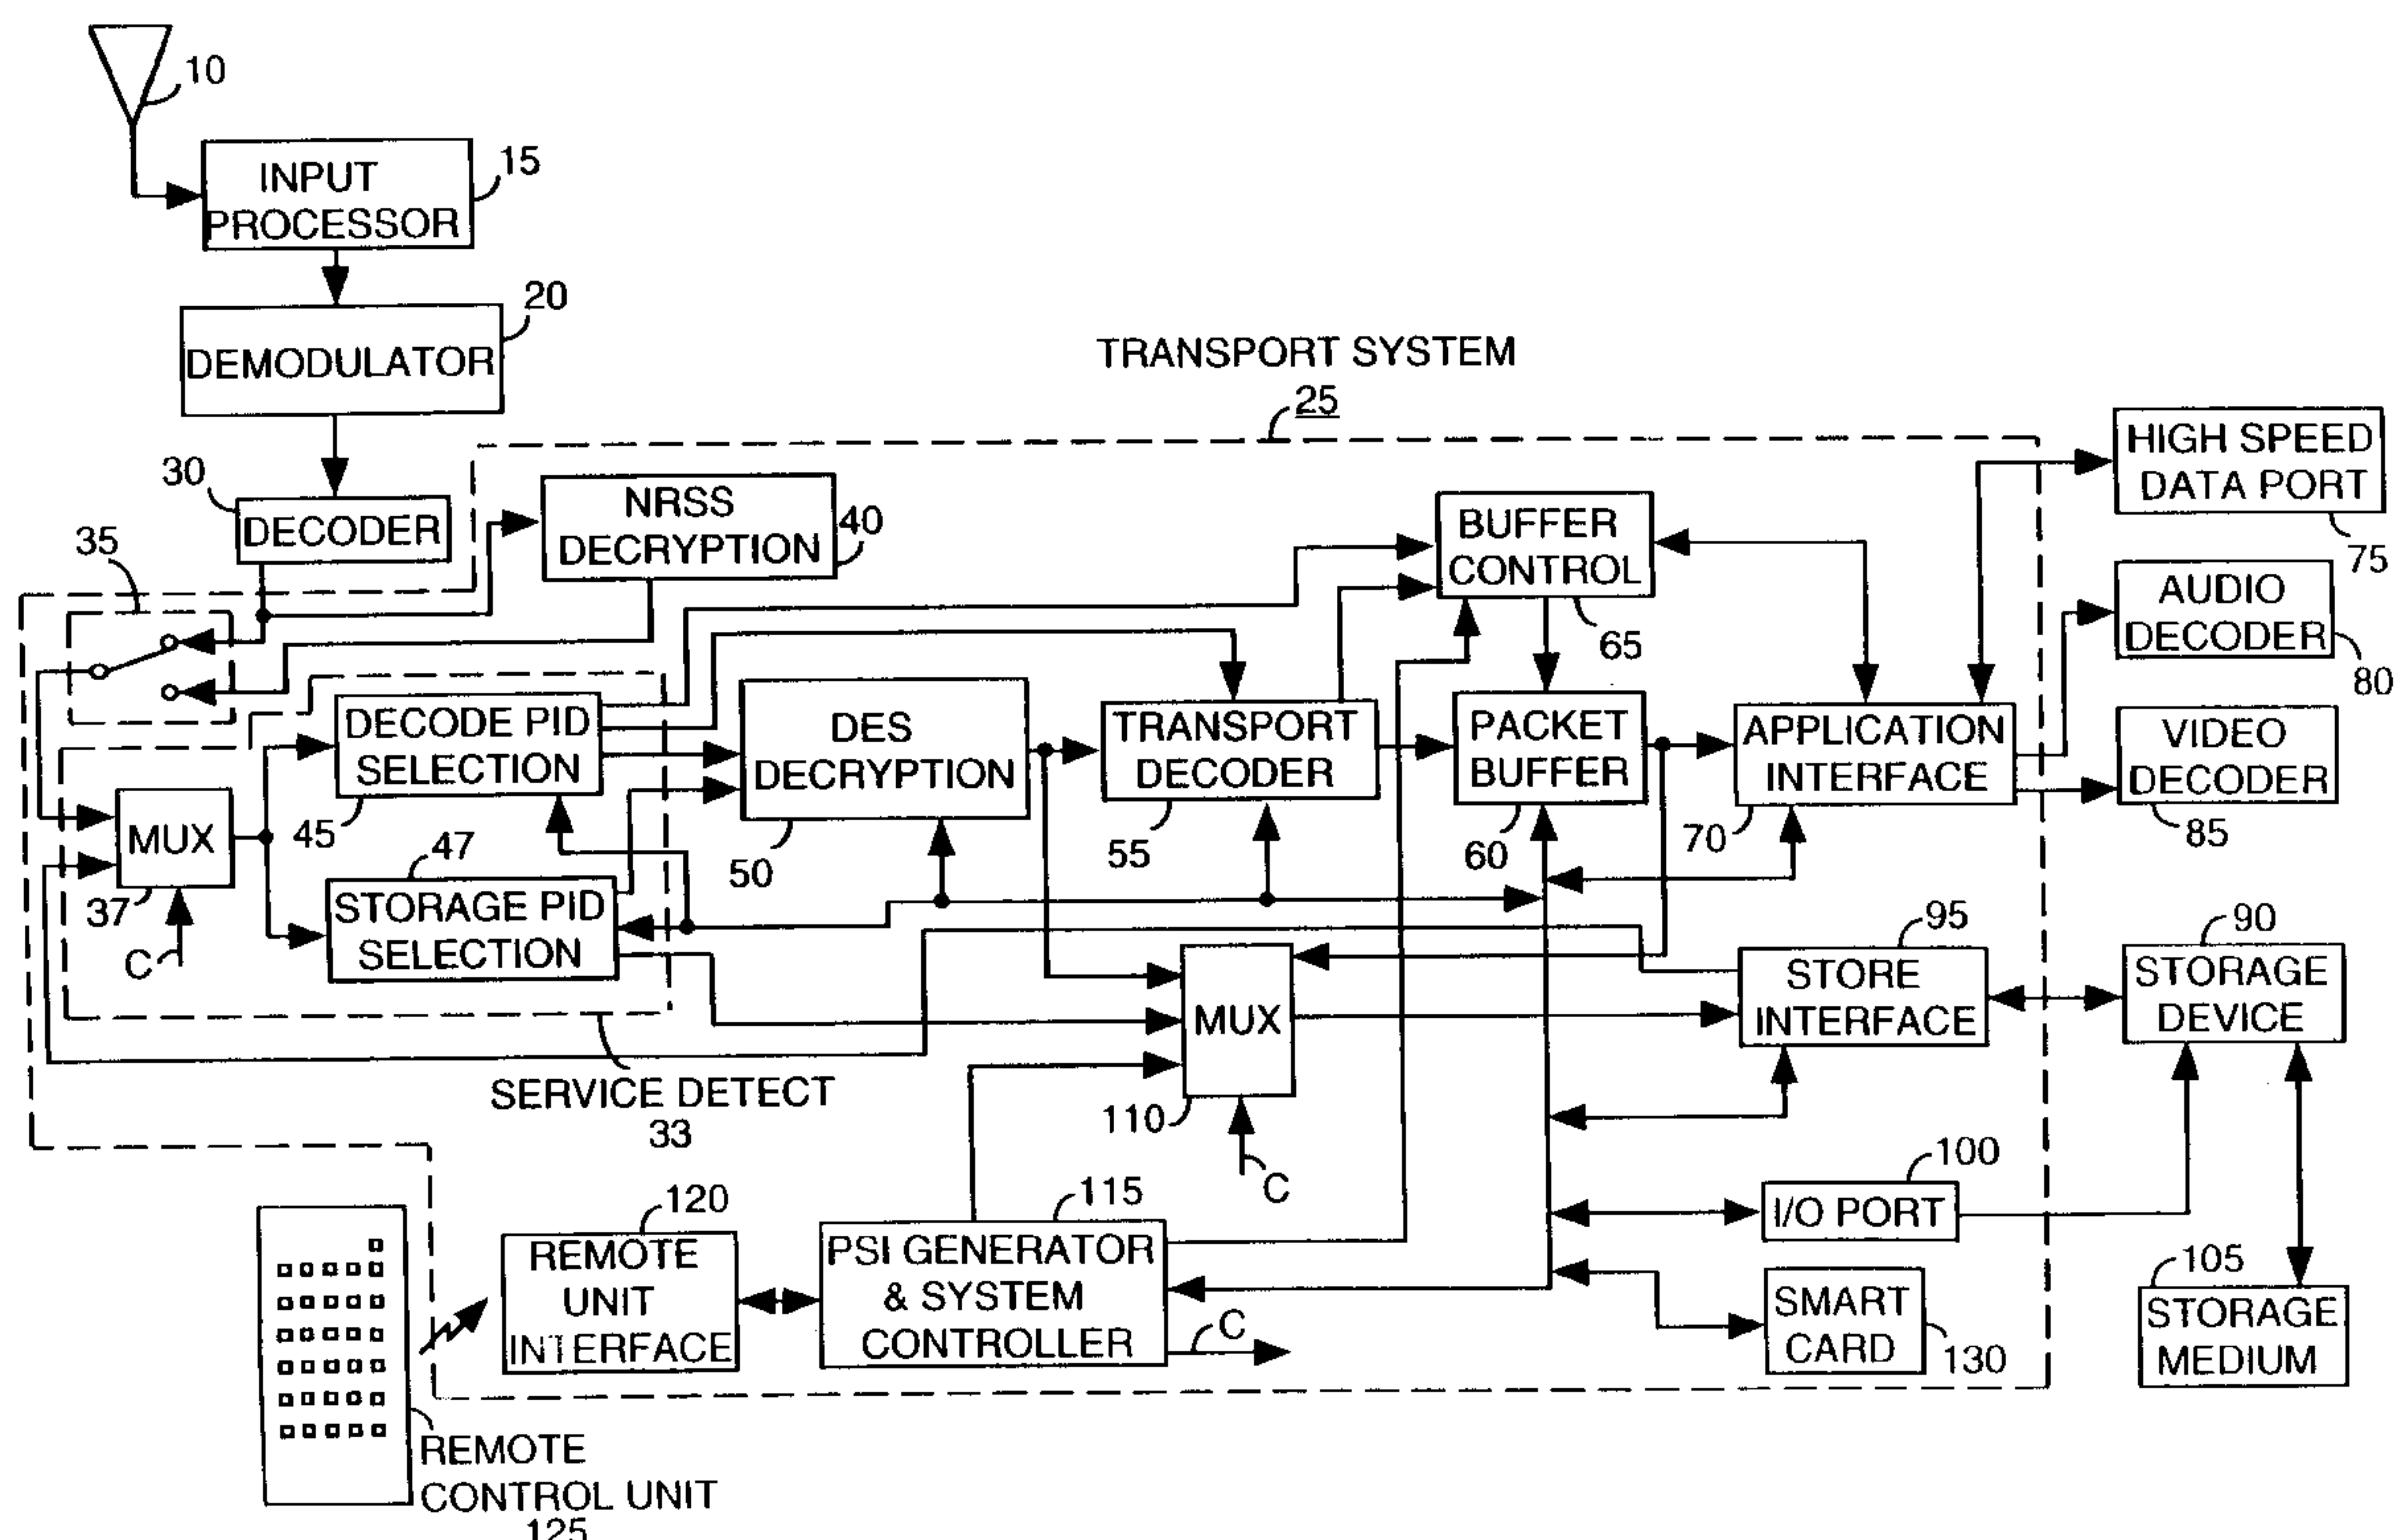 10
INPUT
PROCESSOR
15
20
DEMODULATOR
TRANSPORT SYSTEM
25
30
DECODER
35
NRSS
DECRYPTION
40
BUFFER
CONTROL
65
HIGH SPEED
DATA PORT
75
AUDIO
DECODER
80
DECODE PID
SELECTION
45
DES
DECRYPTION
50
TRANSPORT
DECODER
55
PACKET
BUFFER
60
APPLICATION
INTERFACE
70
VIDEO
DECODER
85
MUX
37
C
47
STORAGE PID
SELECTION
MUX
110
C
95
STORE
INTERFACE
90
STORAGE
DEVICE
SERVICE DETECT
33
100
I/O PORT
120
REMOTE
UNIT
INTERFACE
115
PSI GENERATOR
& SYSTEM
CONTROLLER
C
SMART
CARD
130
105
STORAGE
MEDIUM
REMOTE
CONTROL UNIT
125